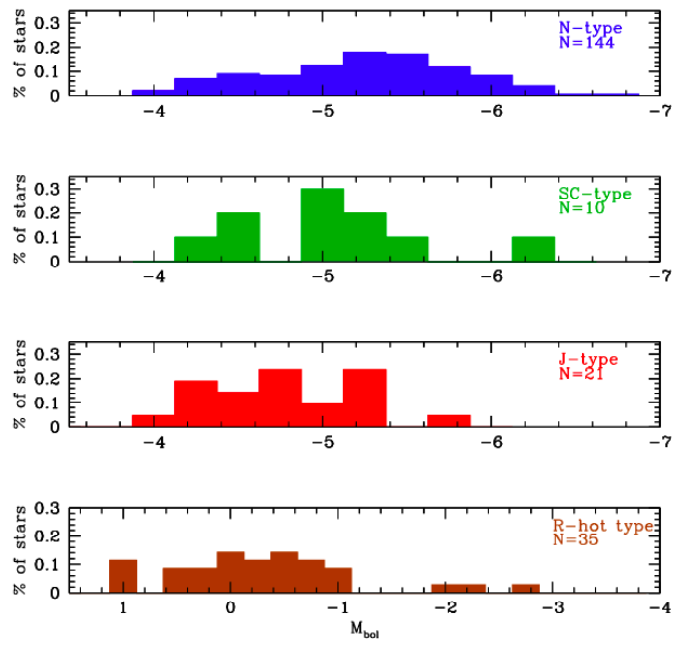 % of stars
0.3
0.2
0.1
0
N-type
N=144
-4
-5
-6
-7
% of stars
0.3
0.2
0.1
0
SC-type
N=10
-4
-5
-6
-7
% of stars
0.3
0.2
0.1
0
J-type
N=21
-4
-5
-6
-7
% of stars
0.3
0.2
0.1
0
R-hot type
N=35
1
0
-1
-2
-3
-4
M_bol